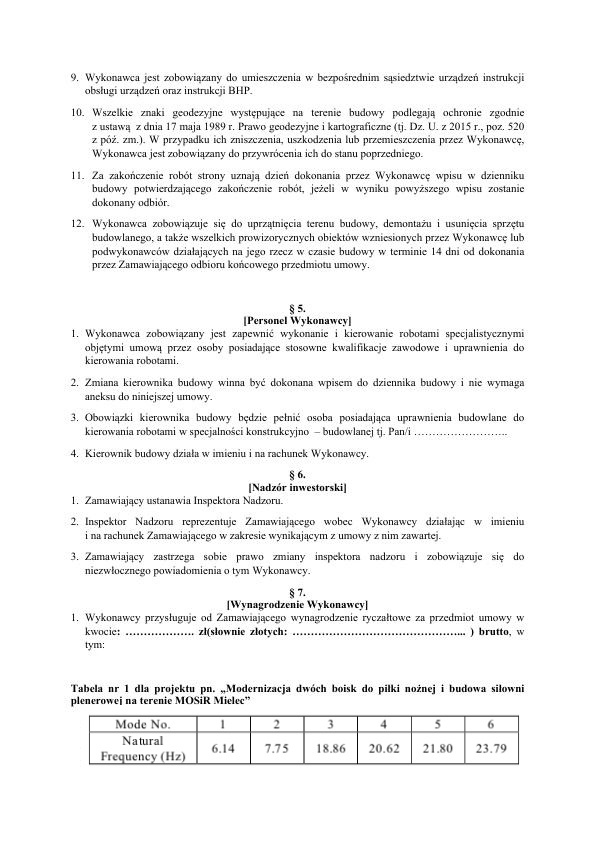 9. Wykonawca jest zobowiązany do umieszczenia w bezpośrednim sąsiedztwie urządzeń instrukcji
obsługi urządzeń oraz instrukcji BHP.
10. Wszelkie znaki geodezyjne występujące na terenie budowy podlegają ochronie zgodnie
z ustawą z dnia 17 maja 1989 r. Prawo geodezyjne i kartograficzne (tj. Dz. U. z 2015 r., poz. 520
z póź. zm.). W przypadku ich zniszczenia, uszkodzenia lub przemieszczenia przez Wykonawcę,
Wykonawca jest zobowiązany do przywrócenia ich do stanu poprzedniego.
11. Za zakończenie robót strony uznają dzień dokonania przez Wykonawcę wpisu w dzienniku
budowy potwierdzającego zakończenie robót, jeżeli w wyniku powyższego wpisu zostanie
dokonany odbiór.
12. Wykonawca zobowiązuje się do uprzątnięcia terenu budowy, demontażu i usunięcia sprzętu
budowlanego, a także wszelkich prowizorycznych obiektów wzniesionych przez Wykonawcę lub
podwykonawców działających na jego rzecz w czasie budowy w terminie 14 dni od dokonania
przez Zamawiającego odbioru końcowego przedmiotu umowy.
§ 5.
[Personel Wykonawcy]
1. Wykonawca zobowiązany jest zapewnić wykonanie i kierowanie robotami specjalistycznymi
objętymi umową przez osoby posiadające stosowne kwalifikacje zawodowe i uprawnienia do
kierowania robotami.
2. Zmiana kierownika budowy winna być dokonana wpisem do dziennika budowy i nie wymaga
aneksu do niniejszej umowy.
3. Obowiązki kierownika budowy będzie pełnić osoba posiadająca uprawnienia budowlane do
kierowania robotami w specjalności konstrukcyjno – budowlanej tj. Pan/i ……………………..
4. Kierownik budowy działa w imieniu i na rachunek Wykonawcy.
§ 6.
[Nadzór inwestorski]
1. Zamawiający ustanawia Inspektora Nadzoru.
2. Inspektor Nadzoru reprezentuje Zamawiającego wobec Wykonawcy działając w imieniu
i na rachunek Zamawiającego w zakresie wynikającym z umowy z nim zawartej.
3. Zamawiający zastrzega sobie prawo zmiany inspektora nadzoru i zobowiązuje się do
niezwłocznego powiadomienia o tym Wykonawcy.
§ 7.
[Wynagrodzenie Wykonawcy]
1. Wykonawcy przysługuje od Zamawiającego wynagrodzenie ryczałtowe za przedmiot umowy w
kwocie: ………………. zł(słownie złotych: ………………………………………... ) brutto, w
tym:
Tabela nr 1 dla projektu pn. „Modernizacja dwóch boisk do piłki nożnej i budowa siłowni
plenerowej na terenie MOSiR Mielec”
Mode No. 1 2 3 4 5 6
Natural
Frequency (Hz) 6.14 7.75 18.86 20.62 21.80 23.79